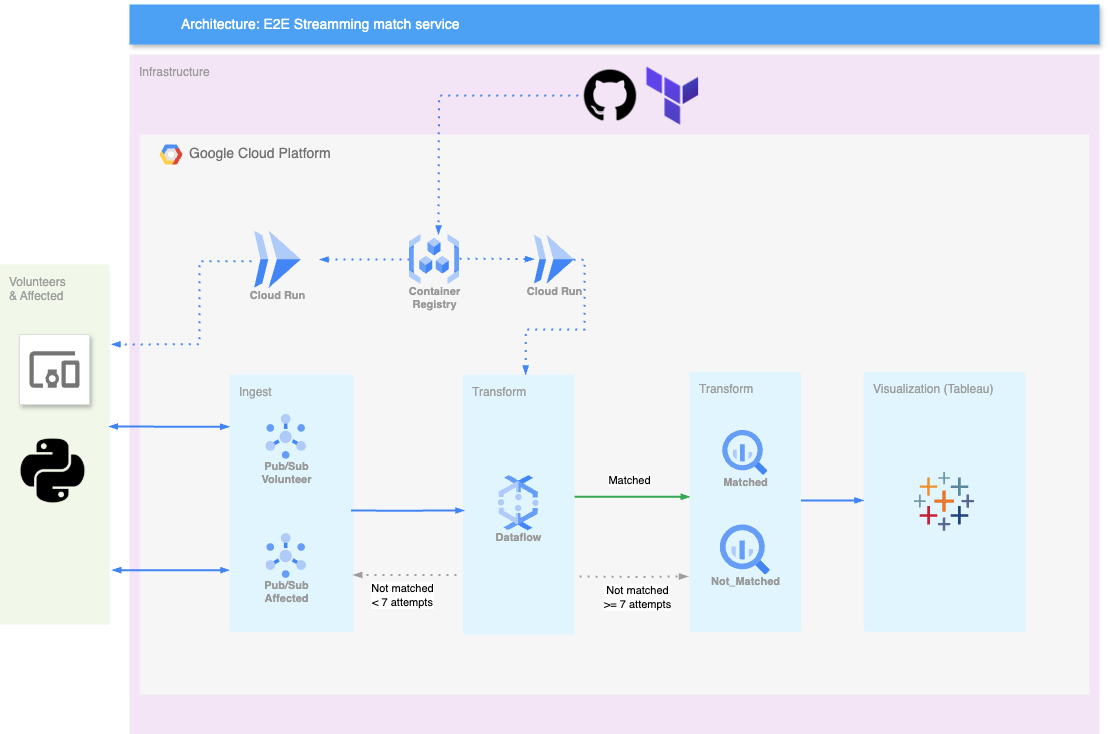 Architecture: E2E Streamming match service
Infrastructure
Google Cloud Platform
Cloud Run
Container
Registry
Cloud Run
Volunteers
& Affected
Ingest
Pub/Sub
Volunteer
Pub/Sub
Affected
Transform
Dataflow
Matched
Not matched
< 7 attempts
Not matched
>= 7 attempts
Transform
Matched
Not_Matched
Visualization (Tableau)